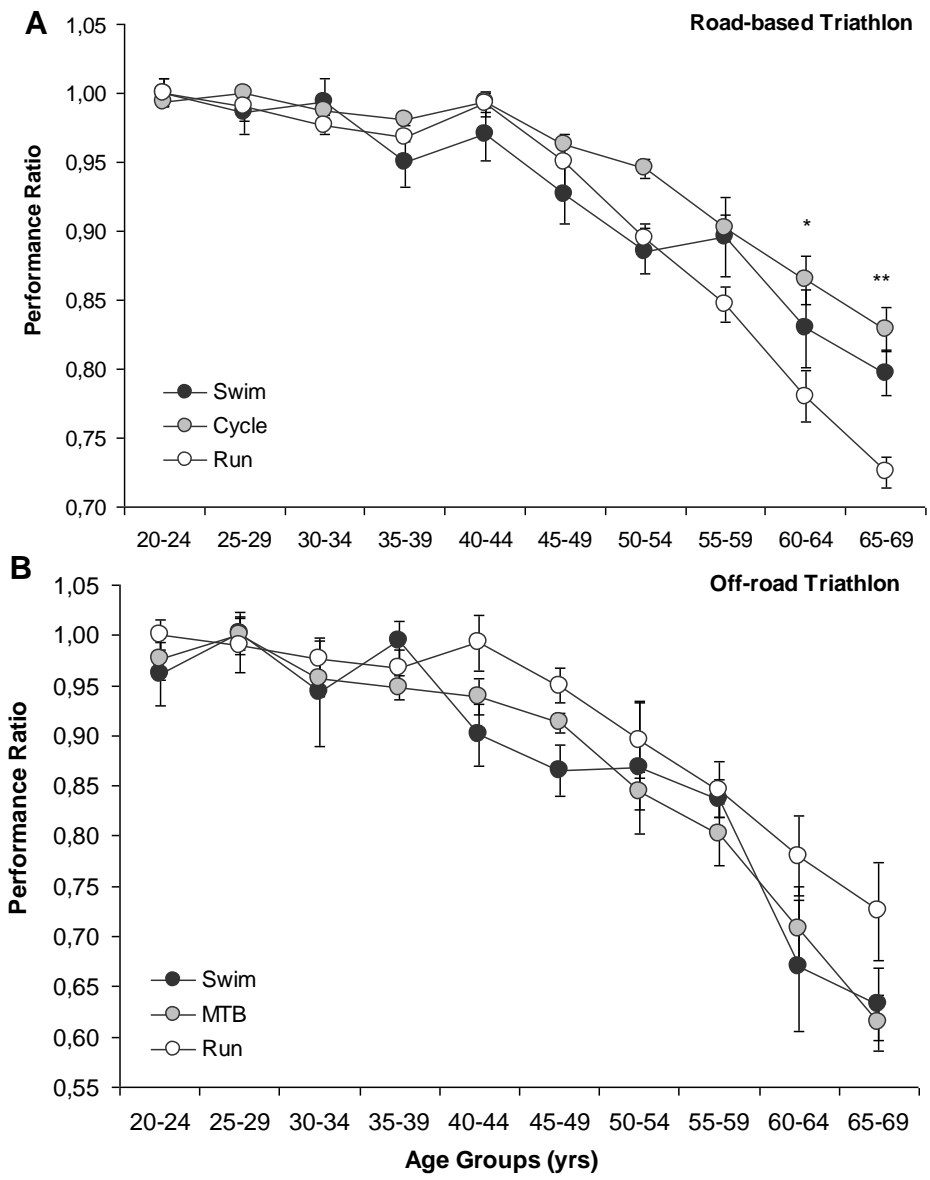 A
Road-based Triathlon
1,05
1,00
0,95
0,90
0,85
0,80
0,75
0,70
Performance Ratio
*
**
Swim
Cycle
Run
20-24 25-29 30-34 35-39 40-44 45-49 50-54 55-59 60-64 65-69
B
Off-road Triathlon
1,05
1,00
0,95
0,90
0,85
0,80
0,75
0,70
0,65
0,60
0,55
Performance Ratio
Swim
MTB
Run
20-24 25-29 30-34 35-39 40-44 45-49 50-54 55-59 60-64 65-69
Age Groups (yrs)